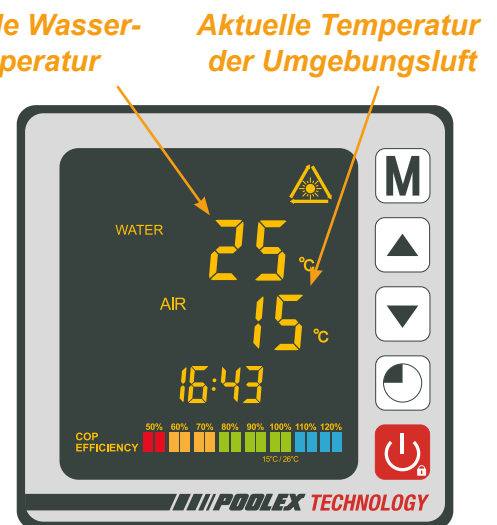 le Wasser-
peratur
Aktuelle Temperatur
der Umgebungsluft
M
WATER
25 °C
AIR
15 °C
16:43
50% 60% 70% 80% 90% 100% 110% 120%
COP
EFFICIENCY
15°C / 26°C
POOLEX TECHNOLOGY